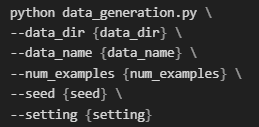 python data_generation.py \
--data_dir {data_dir} \
--data_name {data_name} \
--num_examples {num_examples} \
--seed {seed} \
--setting {setting}